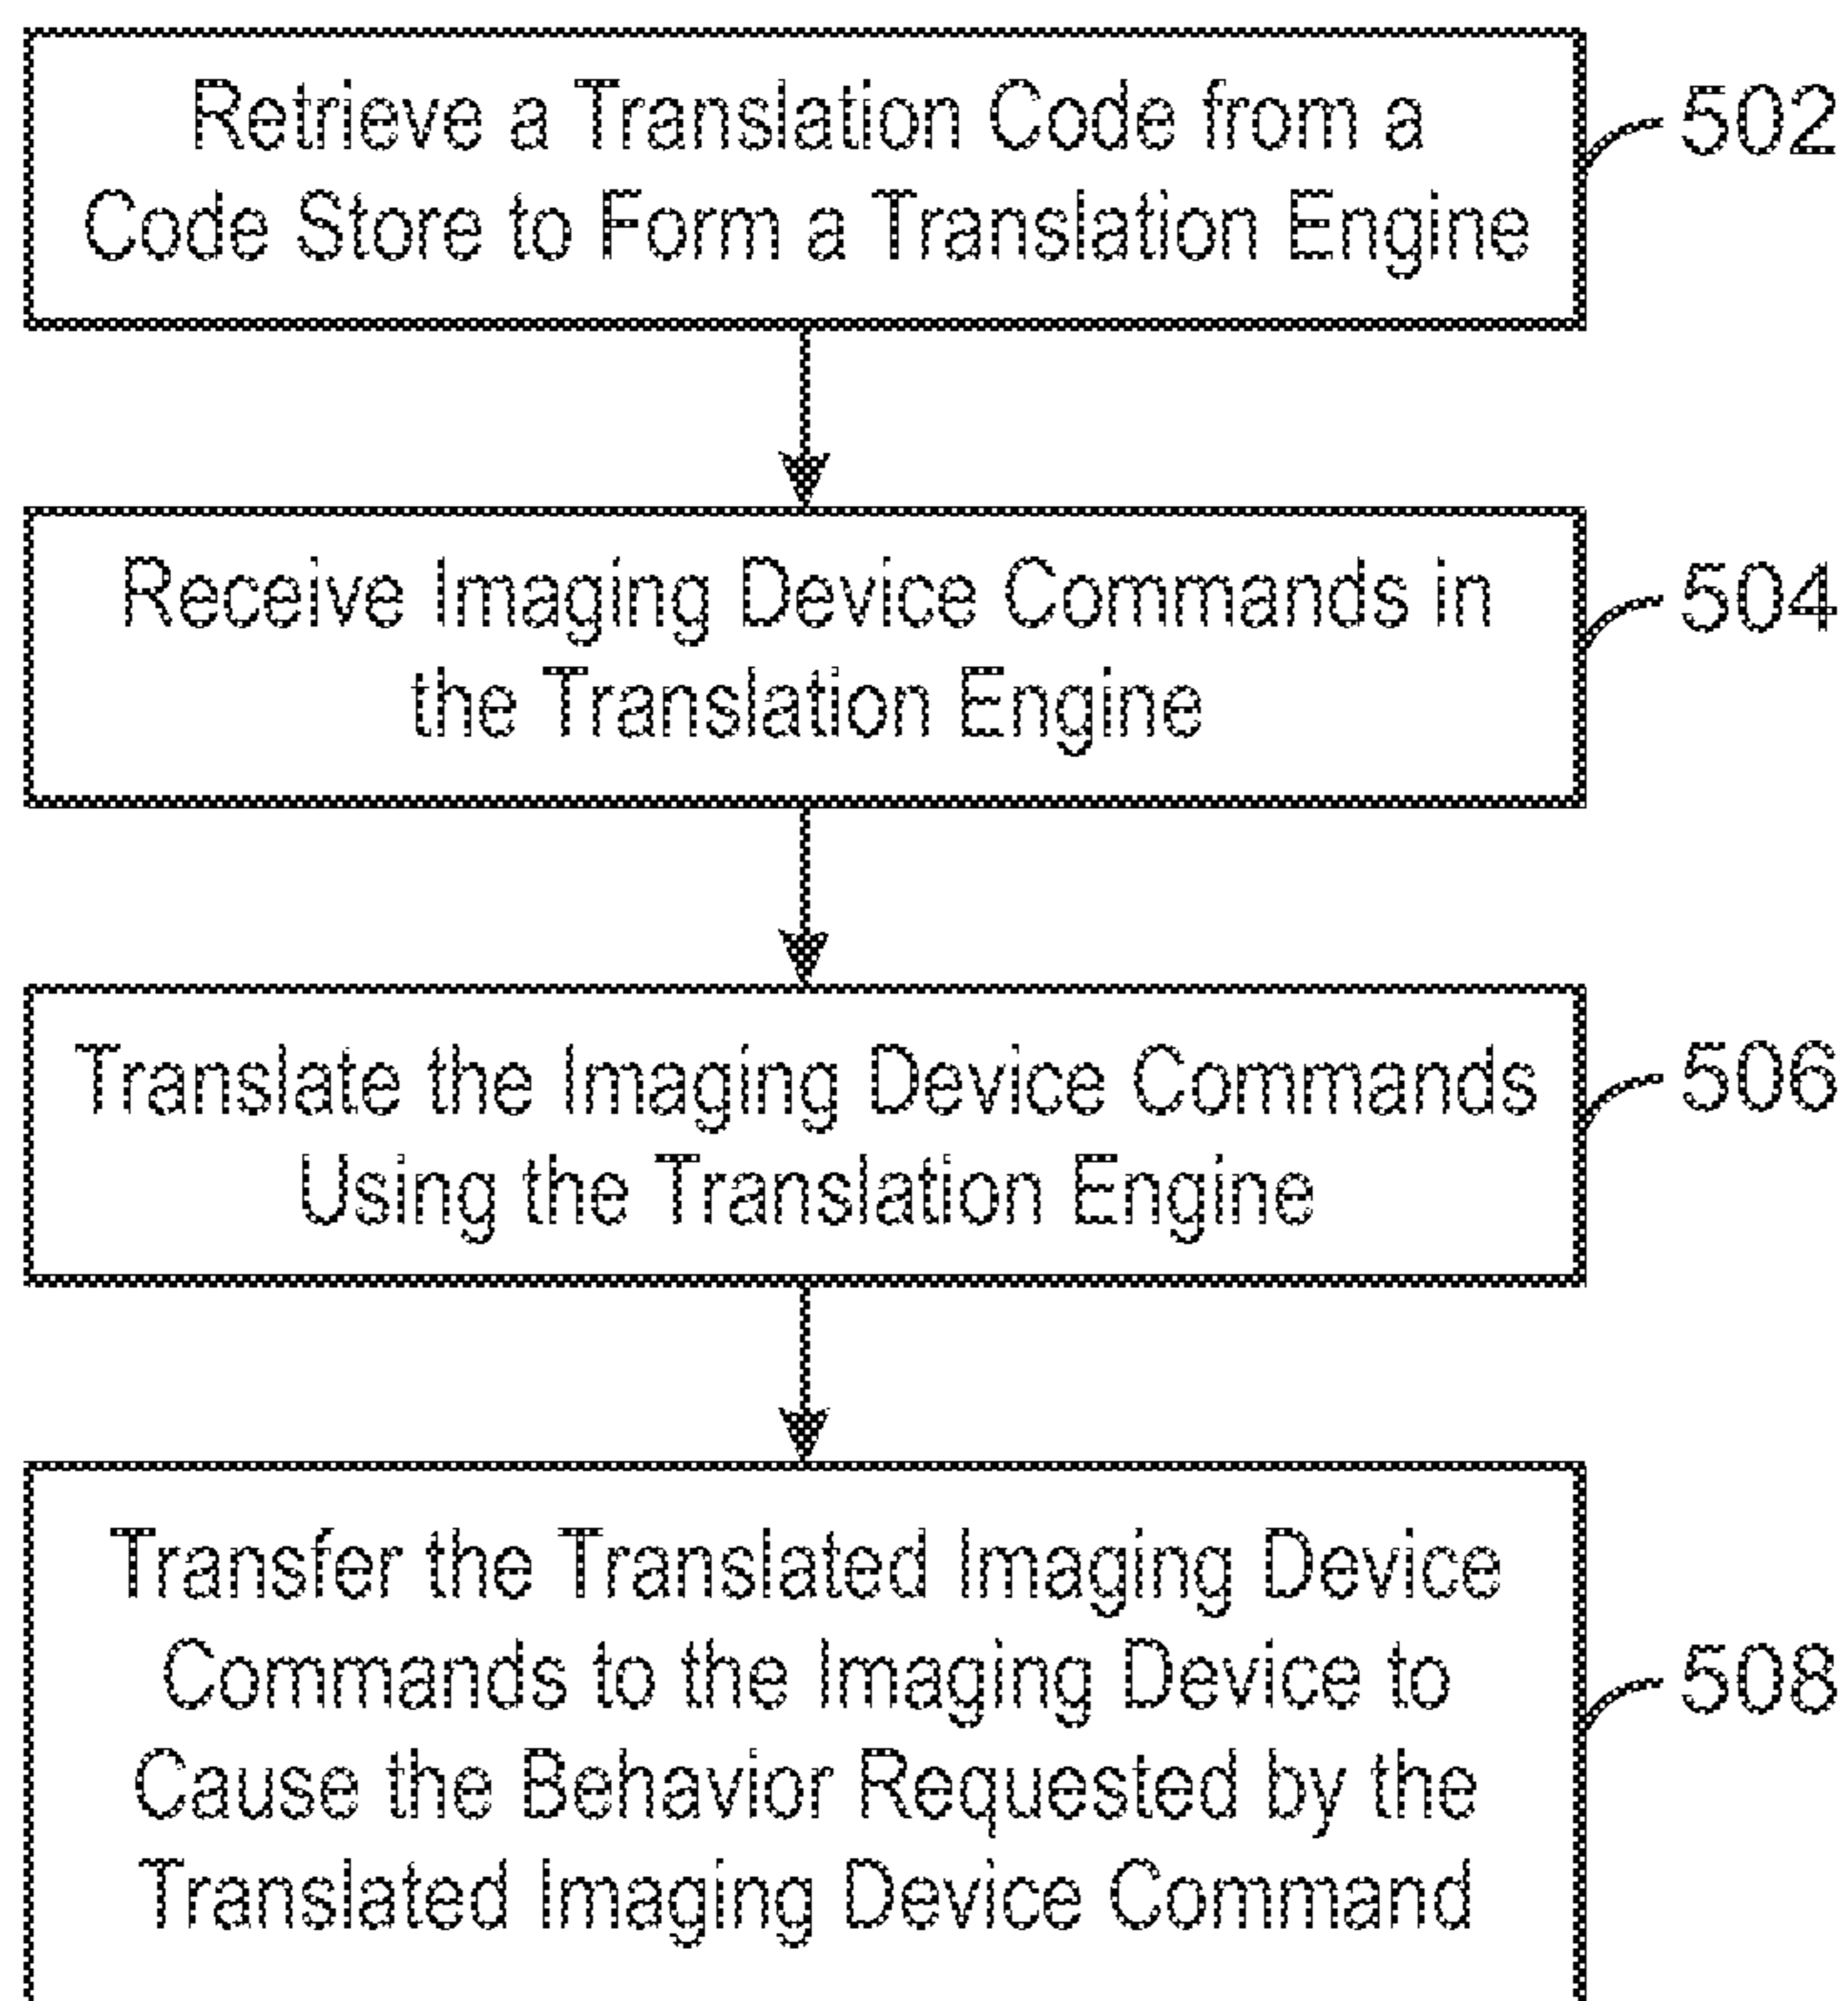 Retrieve a Translation Code from a
Code Store to Form a Translation Engine
502
Receive Imaging Device Commands in
the Translation Engine
504
Translate the Imaging Device Commands
Using the Translation Engine
506
Transfer the Translated Imaging Device
Commands to the Imaging Device to
Cause the Behavior Requested by the
Translated Imaging Device Command
508